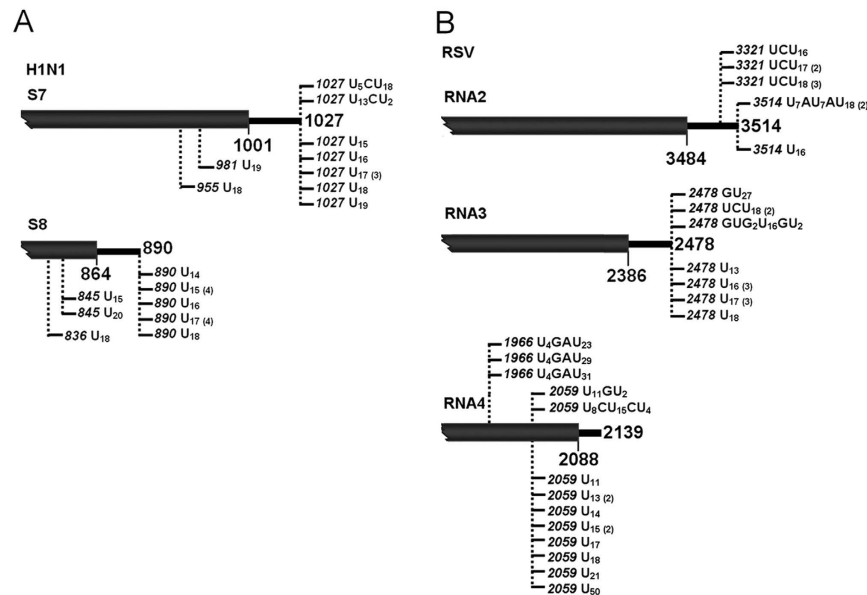 A
H1N1
S7
1027 U₅CU₁₈
1027 U₁₃CU₂
1027
1001
1027 U₁₅
1027 U₁₆
1027 U₁₇ (3)
1027 U₁₈
1027 U₁₉
981 U₁₉
955 U₁₈
S8
890
864
890 U₁₄
890 U₁₅ (4)
890 U₁₆
890 U₁₇ (4)
890 U₁₈
845 U₁₅
845 U₂₀
836 U₁₈
B
RSV
RNA2
3321 UCU₁₆
3321 UCU₁₇ (2)
3321 UCU₁₈ (3)
3514 U₇AU₇AU₁₈ (2)
3514
3484
3514 U₁₆
RNA3
2478 GU₂₇
2478 UCU₁₈ (2)
2478 GUG₂U₁₆GU₂
2478
2386
2478 U₁₃
2478 U₁₆ (3)
2478 U₁₇ (3)
2478 U₁₈
1966 U₄GAU₂₃
1966 U₄GAU₂₉
1966 U₄GAU₃₁
RNA4
2059 U₁₁GU₂
2059 U₈CU₁₅CU₄
2139
2088
2059 U₁₁
2059 U₁₃ (2)
2059 U₁₄
2059 U₁₅ (2)
2059 U₁₇
2059 U₁₈
2059 U₂₁
2059 U₅₀